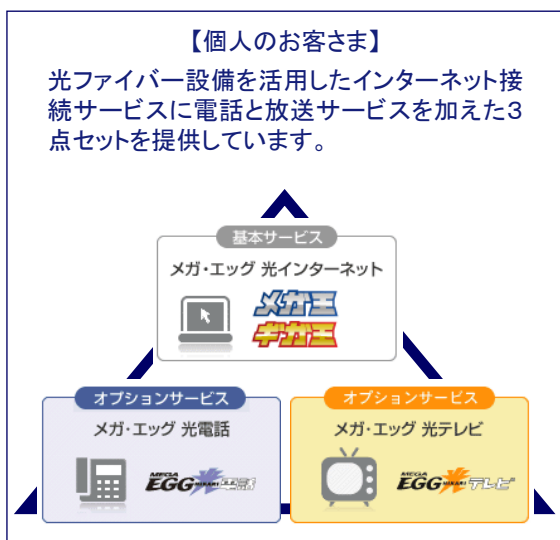 【個人のお客さま】
光ファイバー設備を活用したインターネット接
続サービスに電話と放送サービスを加えた3
点セットを提供しています。
基本サービス
メガ・エッグ 光インターネット
メガ王
ギガ王
オプションサービス
メガ・エッグ 光電話
MEGA
EGG HIKARI 電話
オプションサービス
メガ・エッグ 光テレビ
MEGA
EGG HIKARI テレビ